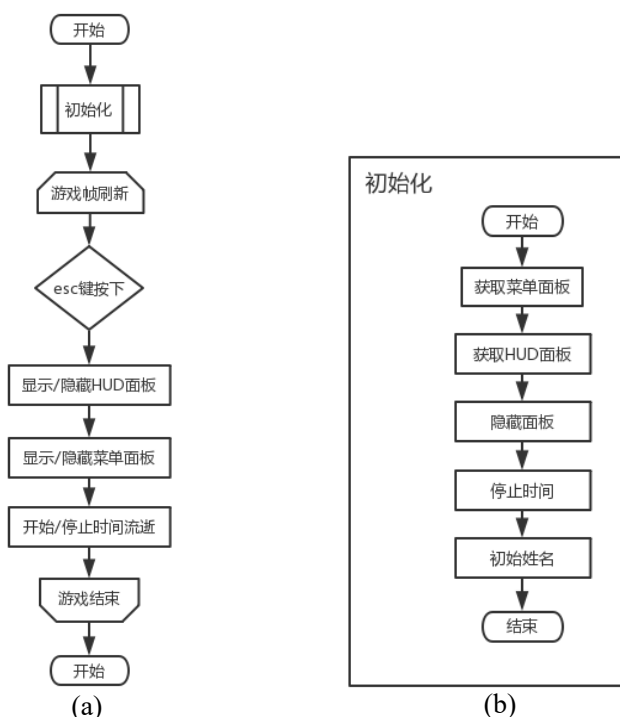 开始
初始化
游戏帧刷新
esc键按下
显示/隐藏HUD面板
显示/隐藏菜单面板
开始/停止时间流逝
游戏结束
开始
(a)
初始化
开始
获取菜单面板
获取HUD面板
隐藏面板
停止时间
初始姓名
结束
(b)